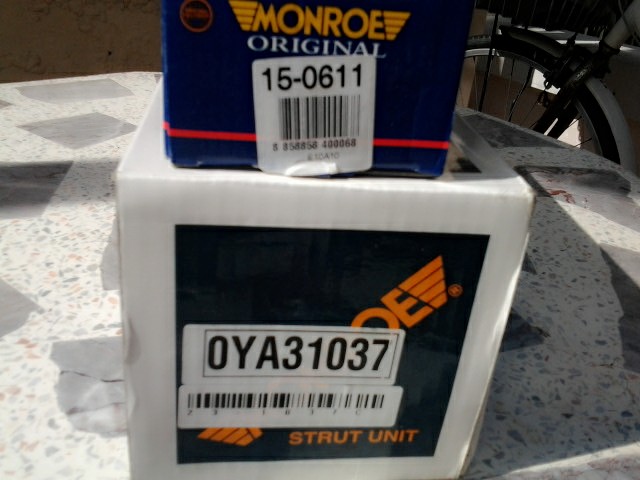 MONROE
ORIGINAL
15-0611
8 858858 400068
OE
0YA31037
STRUT UNIT